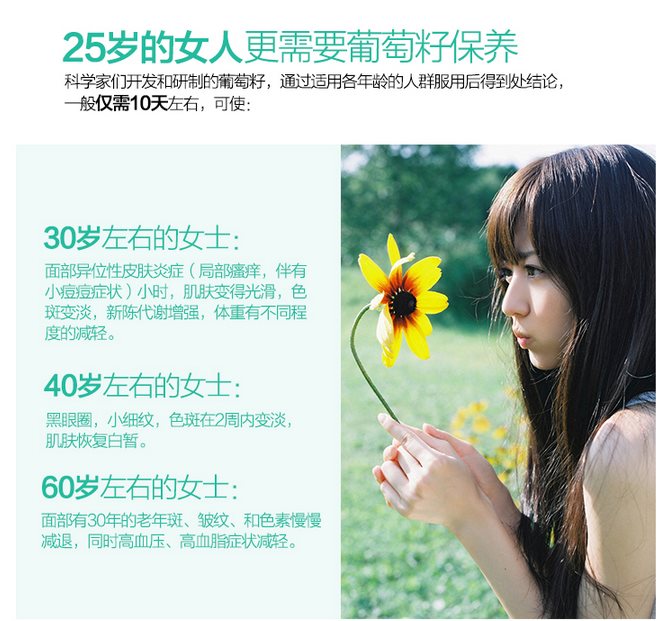 25岁的女人更需要葡萄籽保养
科学家们开发和研制的葡萄籽，通过适用各年龄的人群服用后得到处结论，
一般仅需10天左右，可使：
30岁左右的女士：
面部异位性皮肤炎症（局部瘙痒，伴有
小痘痘症状）小时，肌肤变得光滑，色
斑变淡，新陈代谢增强，体重有不同程
度的减轻。
40岁左右的女士：
黑眼圈，小细纹，色斑在2周内变淡，
肌肤恢复白暂。
60岁左右的女士：
面部有30年的老年斑、皱纹、和色素慢慢
减退，同时高血压、高血脂症状减轻。